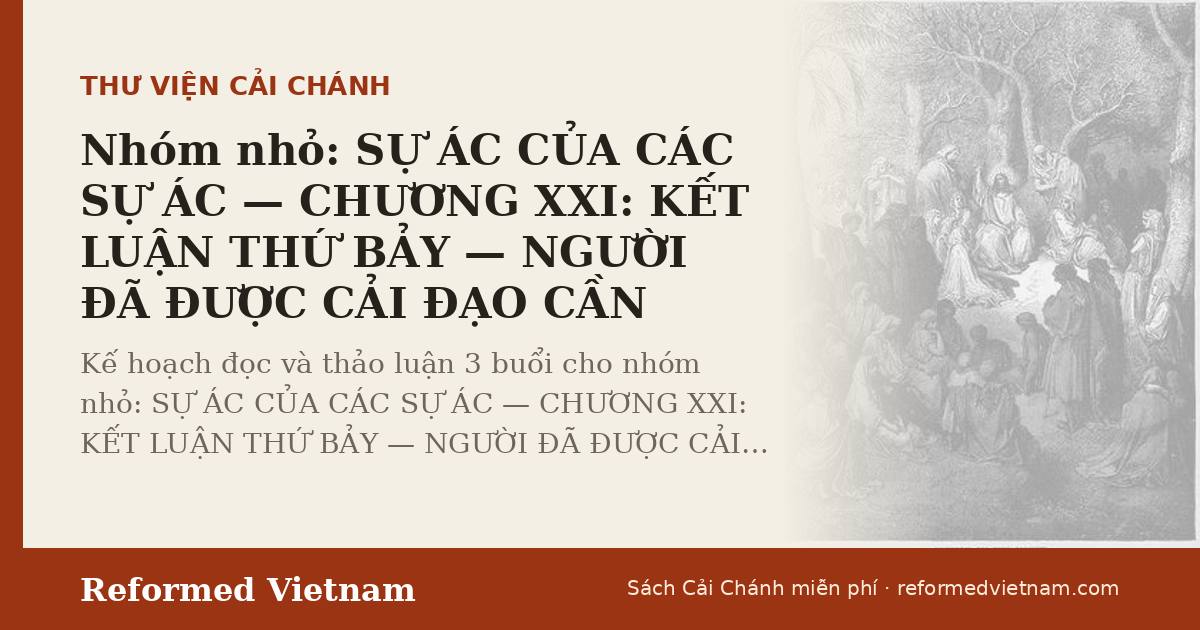 THƯ VIỆN CẢI CHÁNH
Nhóm nhỏ: SỰ ÁC CỦA CÁC
SỰ ÁC — CHƯƠNG XXI: KẾT
LUẬN THỨ BẢY — NGƯỜI
ĐÃ ĐƯỢC CẢI ĐẠO CẦN
Kế hoạch đọc và thảo luận 3 buổi cho nhóm
nhỏ: SỰ ÁC CỦA CÁC SỰ ÁC — CHƯƠNG XXI:
KẾT LUẬN THỨ BẢY — NGƯỜI ĐÃ ĐƯỢC CẢI…
Reformed Vietnam
Sách Cải Chánh miễn phí · reformedvietnam.com